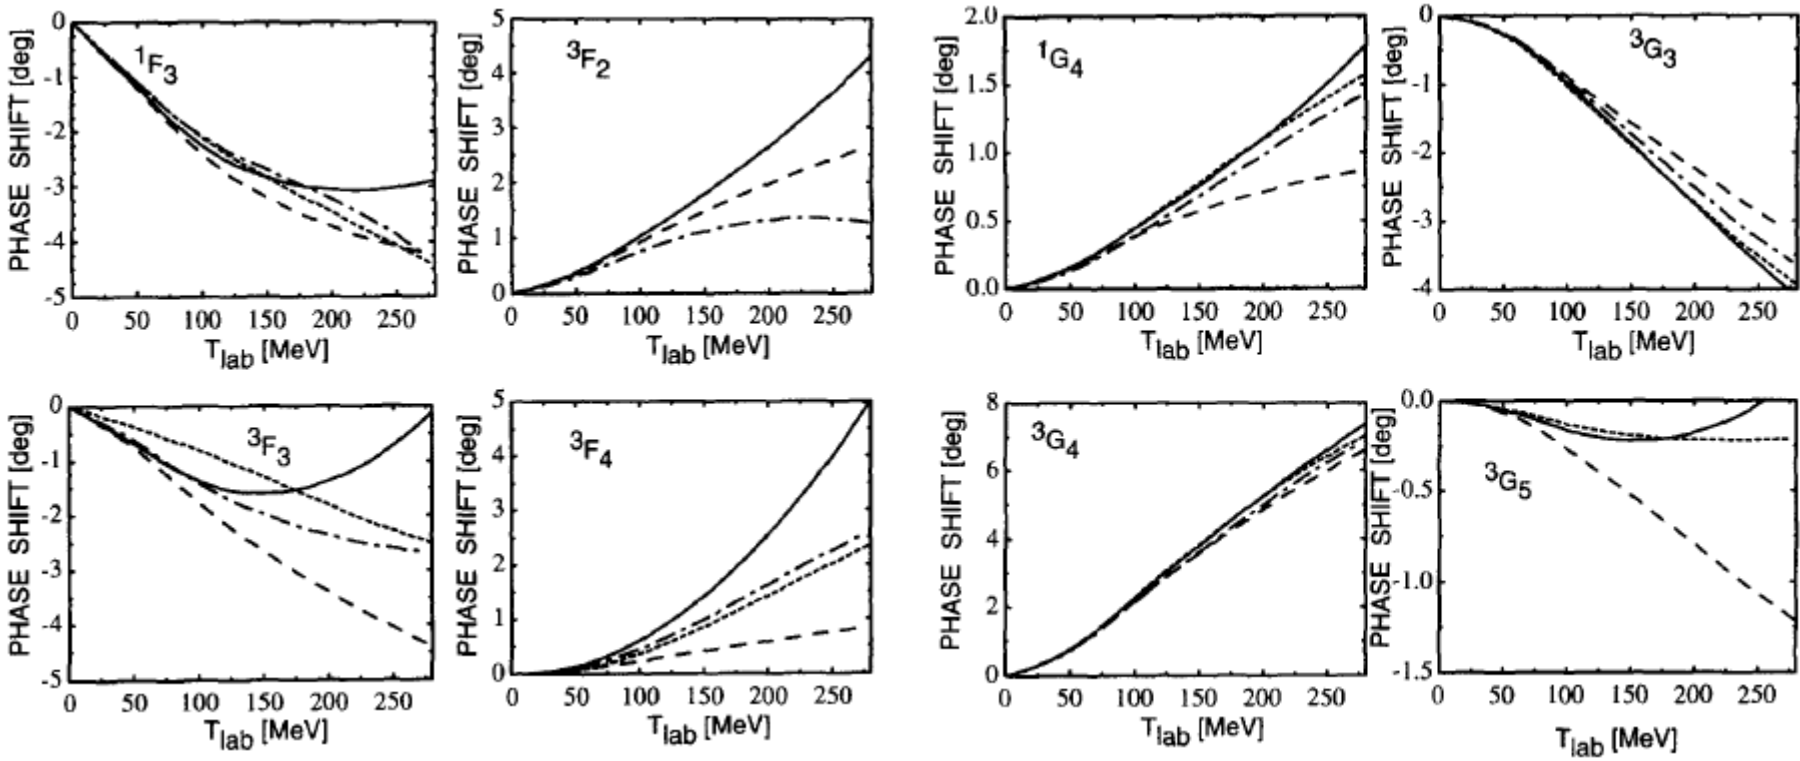 0
-1
-2
-3
-4
-5
PHASE SHIFT [deg]
1F3
0 50 100 150 200 250
Tlab [MeV]
5
4
3
2
1
0
PHASE SHIFT [deg]
3F2
0 50 100 150 200 250
Tlab [MeV]
2.0
1.5
1.0
0.5
0.0
PHASE SHIFT [deg]
1G4
0 50 100 150 200 250
Tlab [MeV]
0
-1
-2
-3
-4
PHASE SHIFT [deg]
3G3
0 50 100 150 200 250
Tlab [MeV]
0
-1
-2
-3
-4
-5
PHASE SHIFT [deg]
3F3
0 50 100 150 200 250
Tlab [MeV]
5
4
3
2
1
0
PHASE SHIFT [deg]
3F4
0 50 100 150 200 250
Tlab [MeV]
8
6
4
2
0
PHASE SHIFT [deg]
3G4
0 50 100 150 200 250
Tlab [MeV]
0.0
-0.5
-1.0
-1.5
PHASE SHIFT [deg]
3G5
0 50 100 150 200 250
Tlab [MeV]